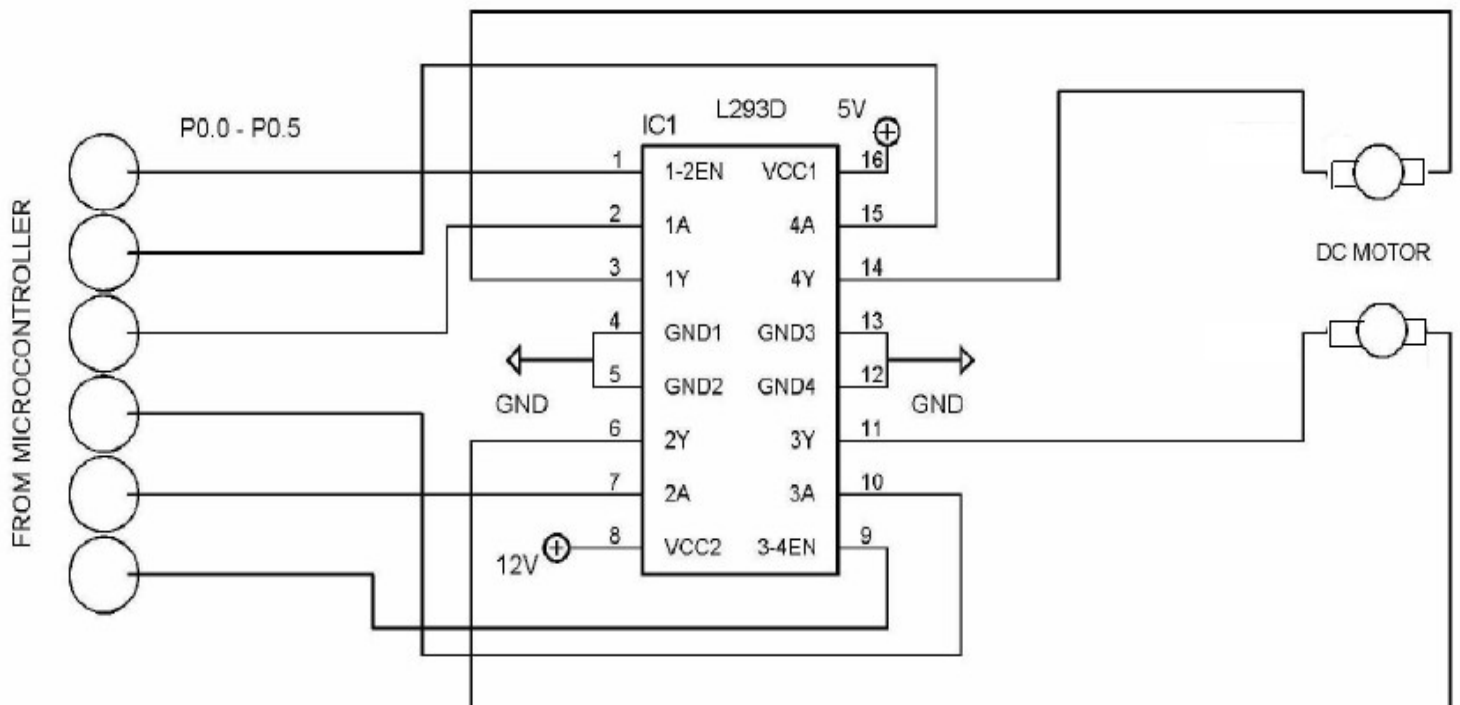 P0.0 - P0.5
FROM MICROCONTROLLER
IC1
L293D
5V
1 1-2EN VCC1 16
2 1A 4A 15
3 1Y 4Y 14
4 GND1 GND3 13
5 GND2 GND4 12
GND
GND
6 2Y 3Y 11
7 2A 3A 10
8 VCC2 3-4EN 9
12V
DC MOTOR